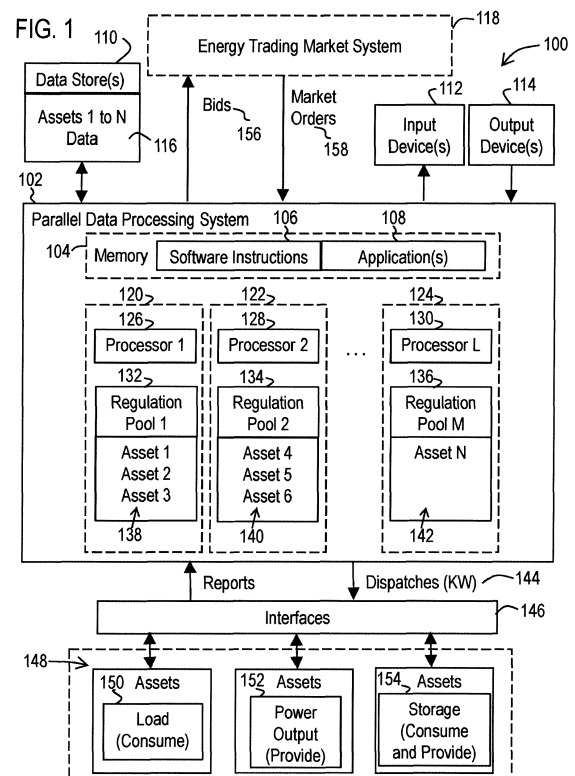 FIG. 1
110
118
Energy Trading Market System
100
Data Store(s)
Assets 1 to N
Data
116
Bids
156
Market
Orders
158
112
114
Input
Device(s)
Output
Device(s)
102
Parallel Data Processing System
106
108
104
Memory
Software Instructions
Application(s)
120
122
124
126
128
130
Processor 1
Processor 2
...
Processor L
132
134
136
Regulation
Pool 1
Regulation
Pool 2
Regulation
Pool M
Asset 1
Asset 2
Asset 3
Asset 4
Asset 5
Asset 6
Asset N
138
140
142
Reports
Dispatches (KW)
144
Interfaces
146
148
150
Assets
Load
(Consume)
152
Assets
Power
Output
(Provide)
154
Assets
Storage
(Consume
and Provide)